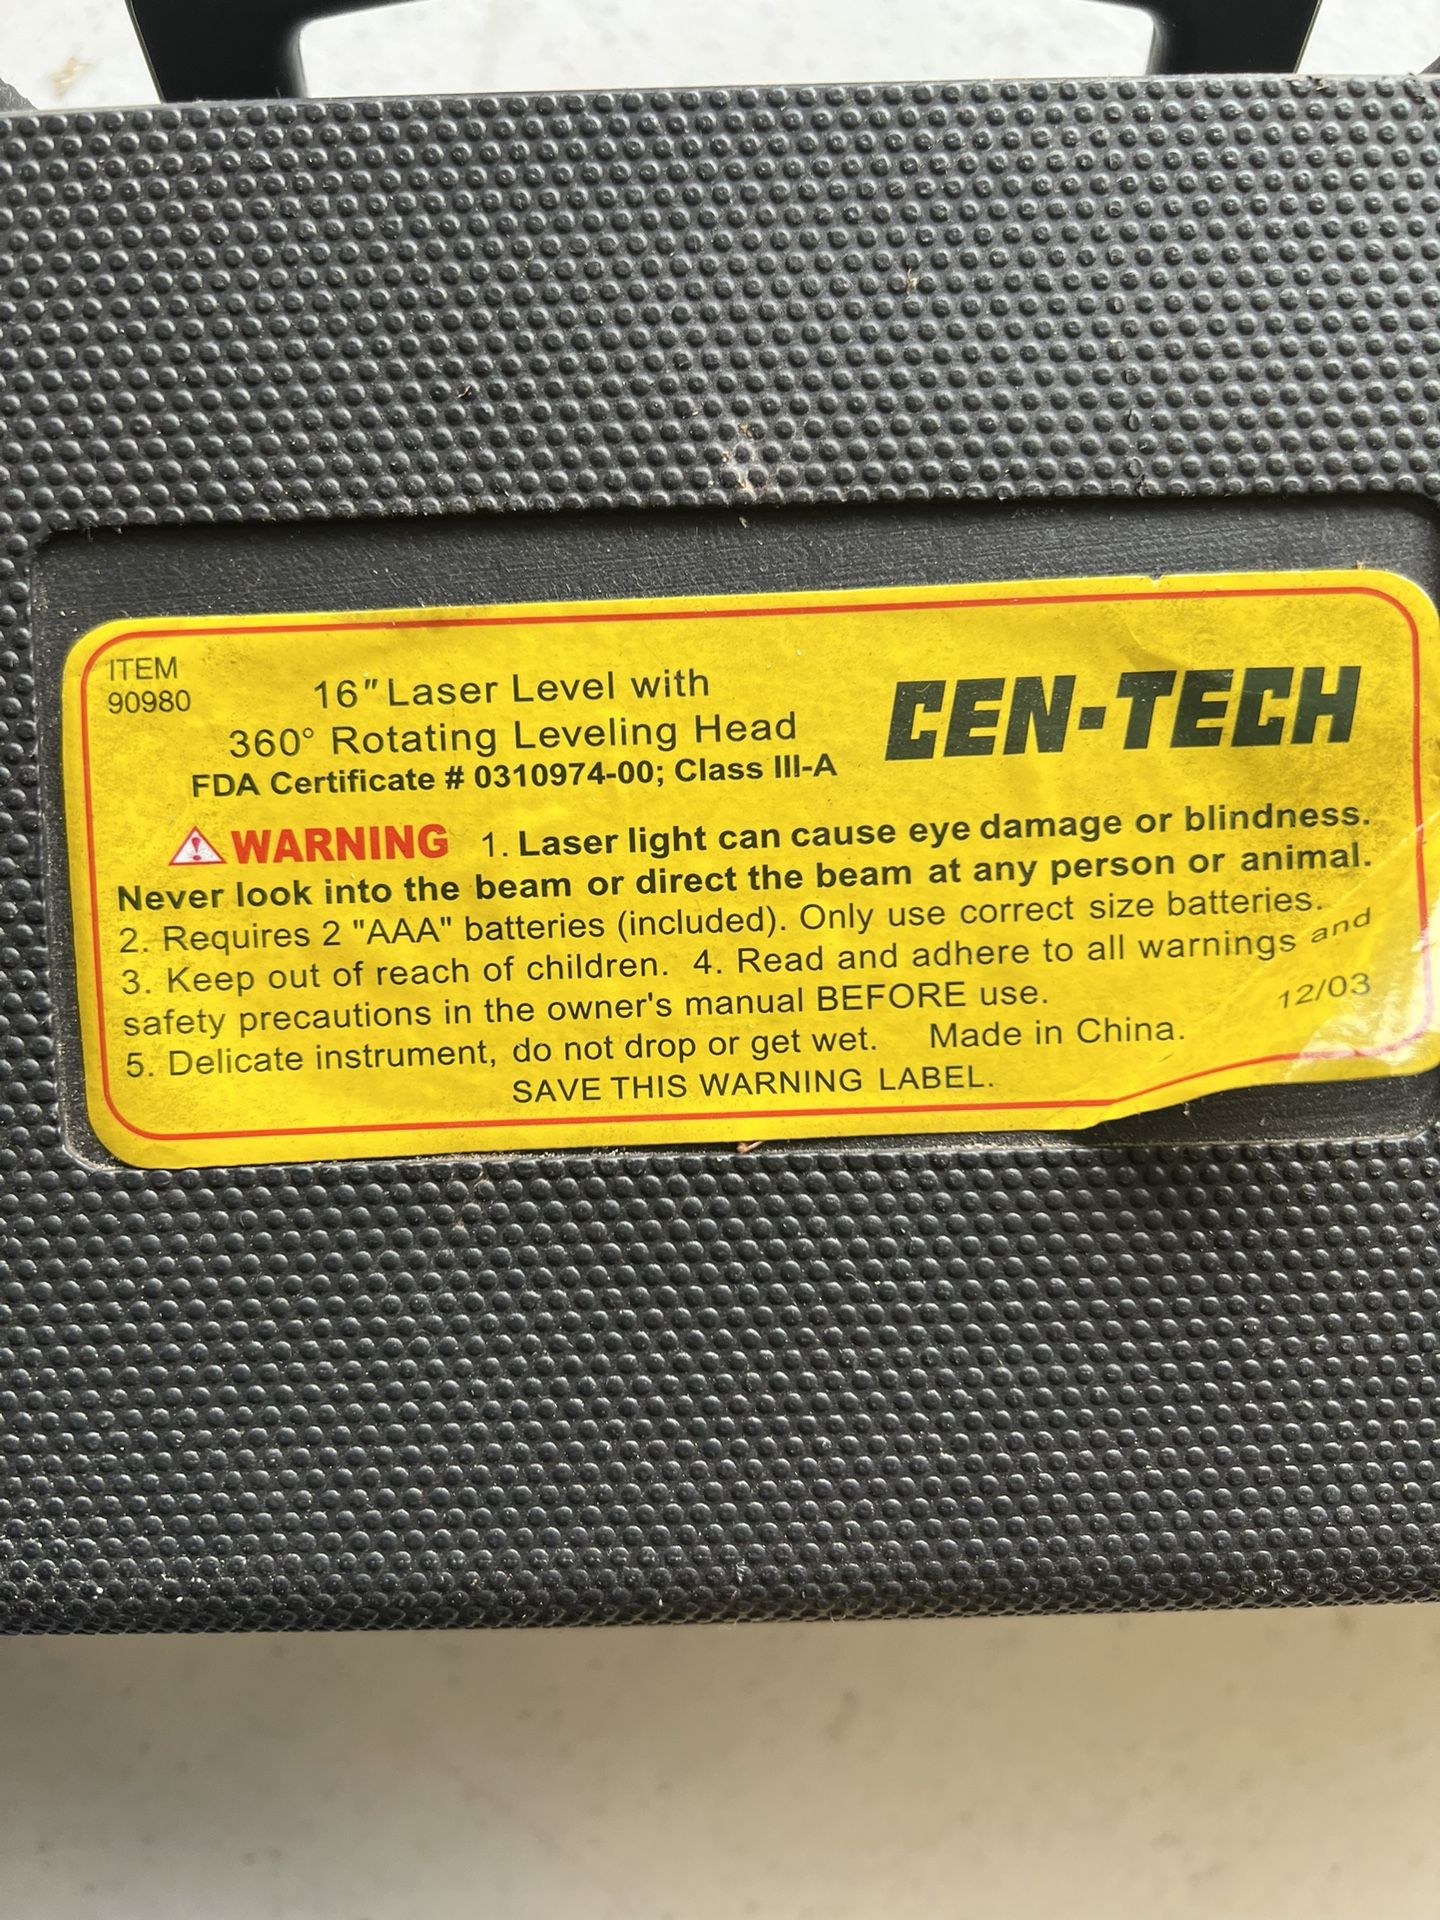 ITEM
90980
16" Laser Level with
360° Rotating Leveling Head
FDA Certificate # 0310974-00; Class III-A
CEN-TECH
WARNING 1. Laser light can cause eye damage or blindness.
Never look into the beam or direct the beam at any person or animal.
2. Requires 2 "AAA" batteries (included). Only use correct size batteries.
3. Keep out of reach of children. 4. Read and adhere to all warnings and
safety precautions in the owner's manual BEFORE use.
12/03
5. Delicate instrument, do not drop or get wet. Made in China.
SAVE THIS WARNING LABEL.